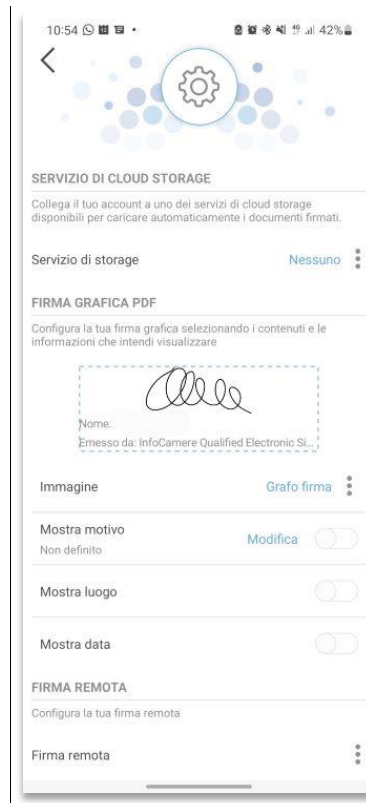 10:54 42%
SERVIZIO DI CLOUD STORAGE
Collega il tuo account a uno dei servizi di cloud storage
disponibili per caricare automaticamente i documenti firmati.
Servizio di storage Nessuno
FIRMA GRAFICA PDF
Configura la tua firma grafica selezionando i contenuti e le
informazioni che intendi visualizzare
Nome:
Emesso da: InfoCamere Qualified Electronic Si...
Immagine Grafo firma
Mostra motivo Modifica
Non definito
Mostra luogo
Mostra data
FIRMA REMOTA
Configura la tua firma remota
Firma remota